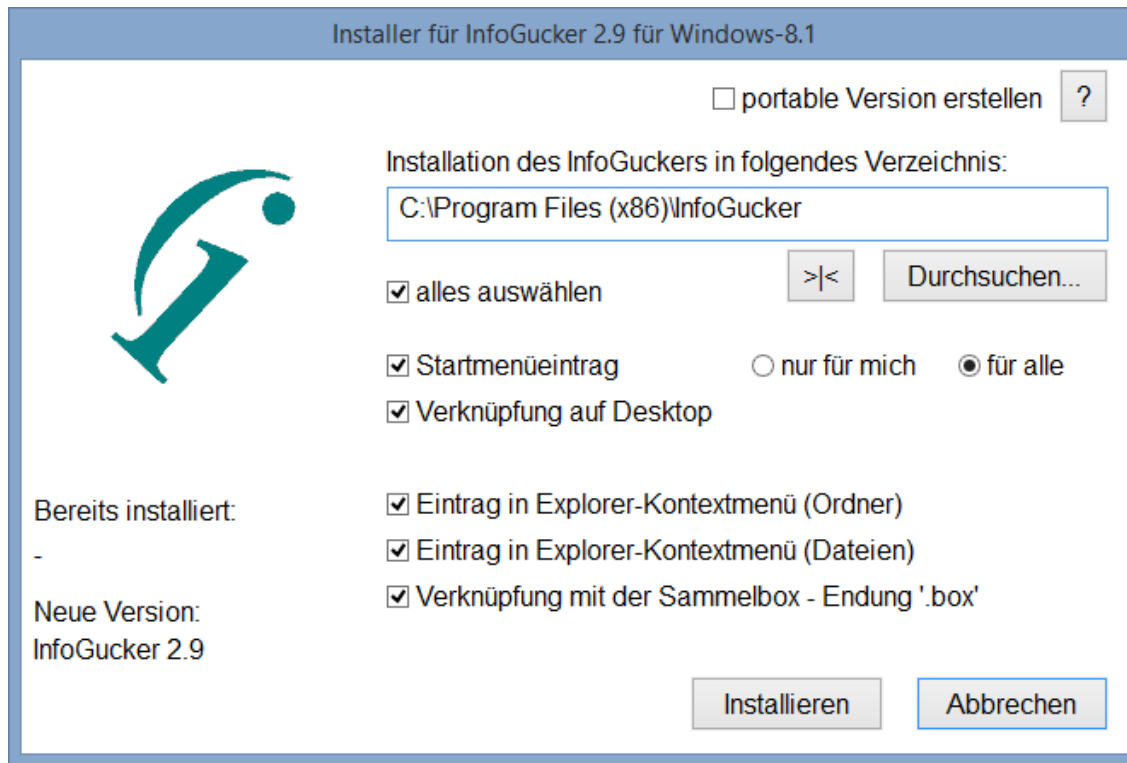 Installer für InfoGucker 2.9 für Windows-8.1
portable Version erstellen ?
Installation des InfoGuckers in folgendes Verzeichnis:
C:\Program Files (x86)\InfoGucker
>|< Durchsuchen...
alles auswählen
Startmenüeintrag nur für mich für alle
Verknüpfung auf Desktop
Eintrag in Explorer-Kontextmenü (Ordner)
Eintrag in Explorer-Kontextmenü (Dateien)
Verknüpfung mit der Sammelbox - Endung '.box'
Bereits installiert:
-
Neue Version:
InfoGucker 2.9
Installieren Abbrechen